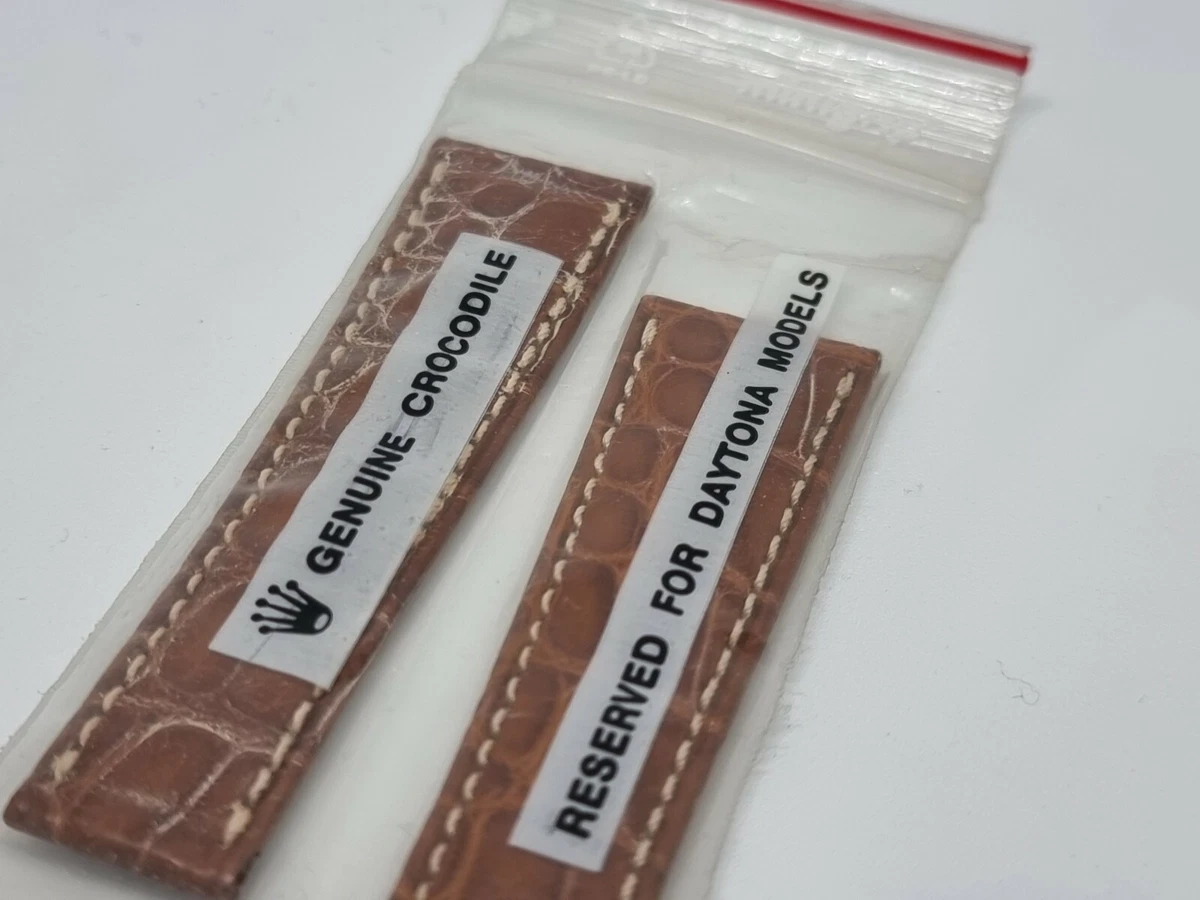 GENUINE CROCODILE
RESERVED FOR DAYTONA MODELS